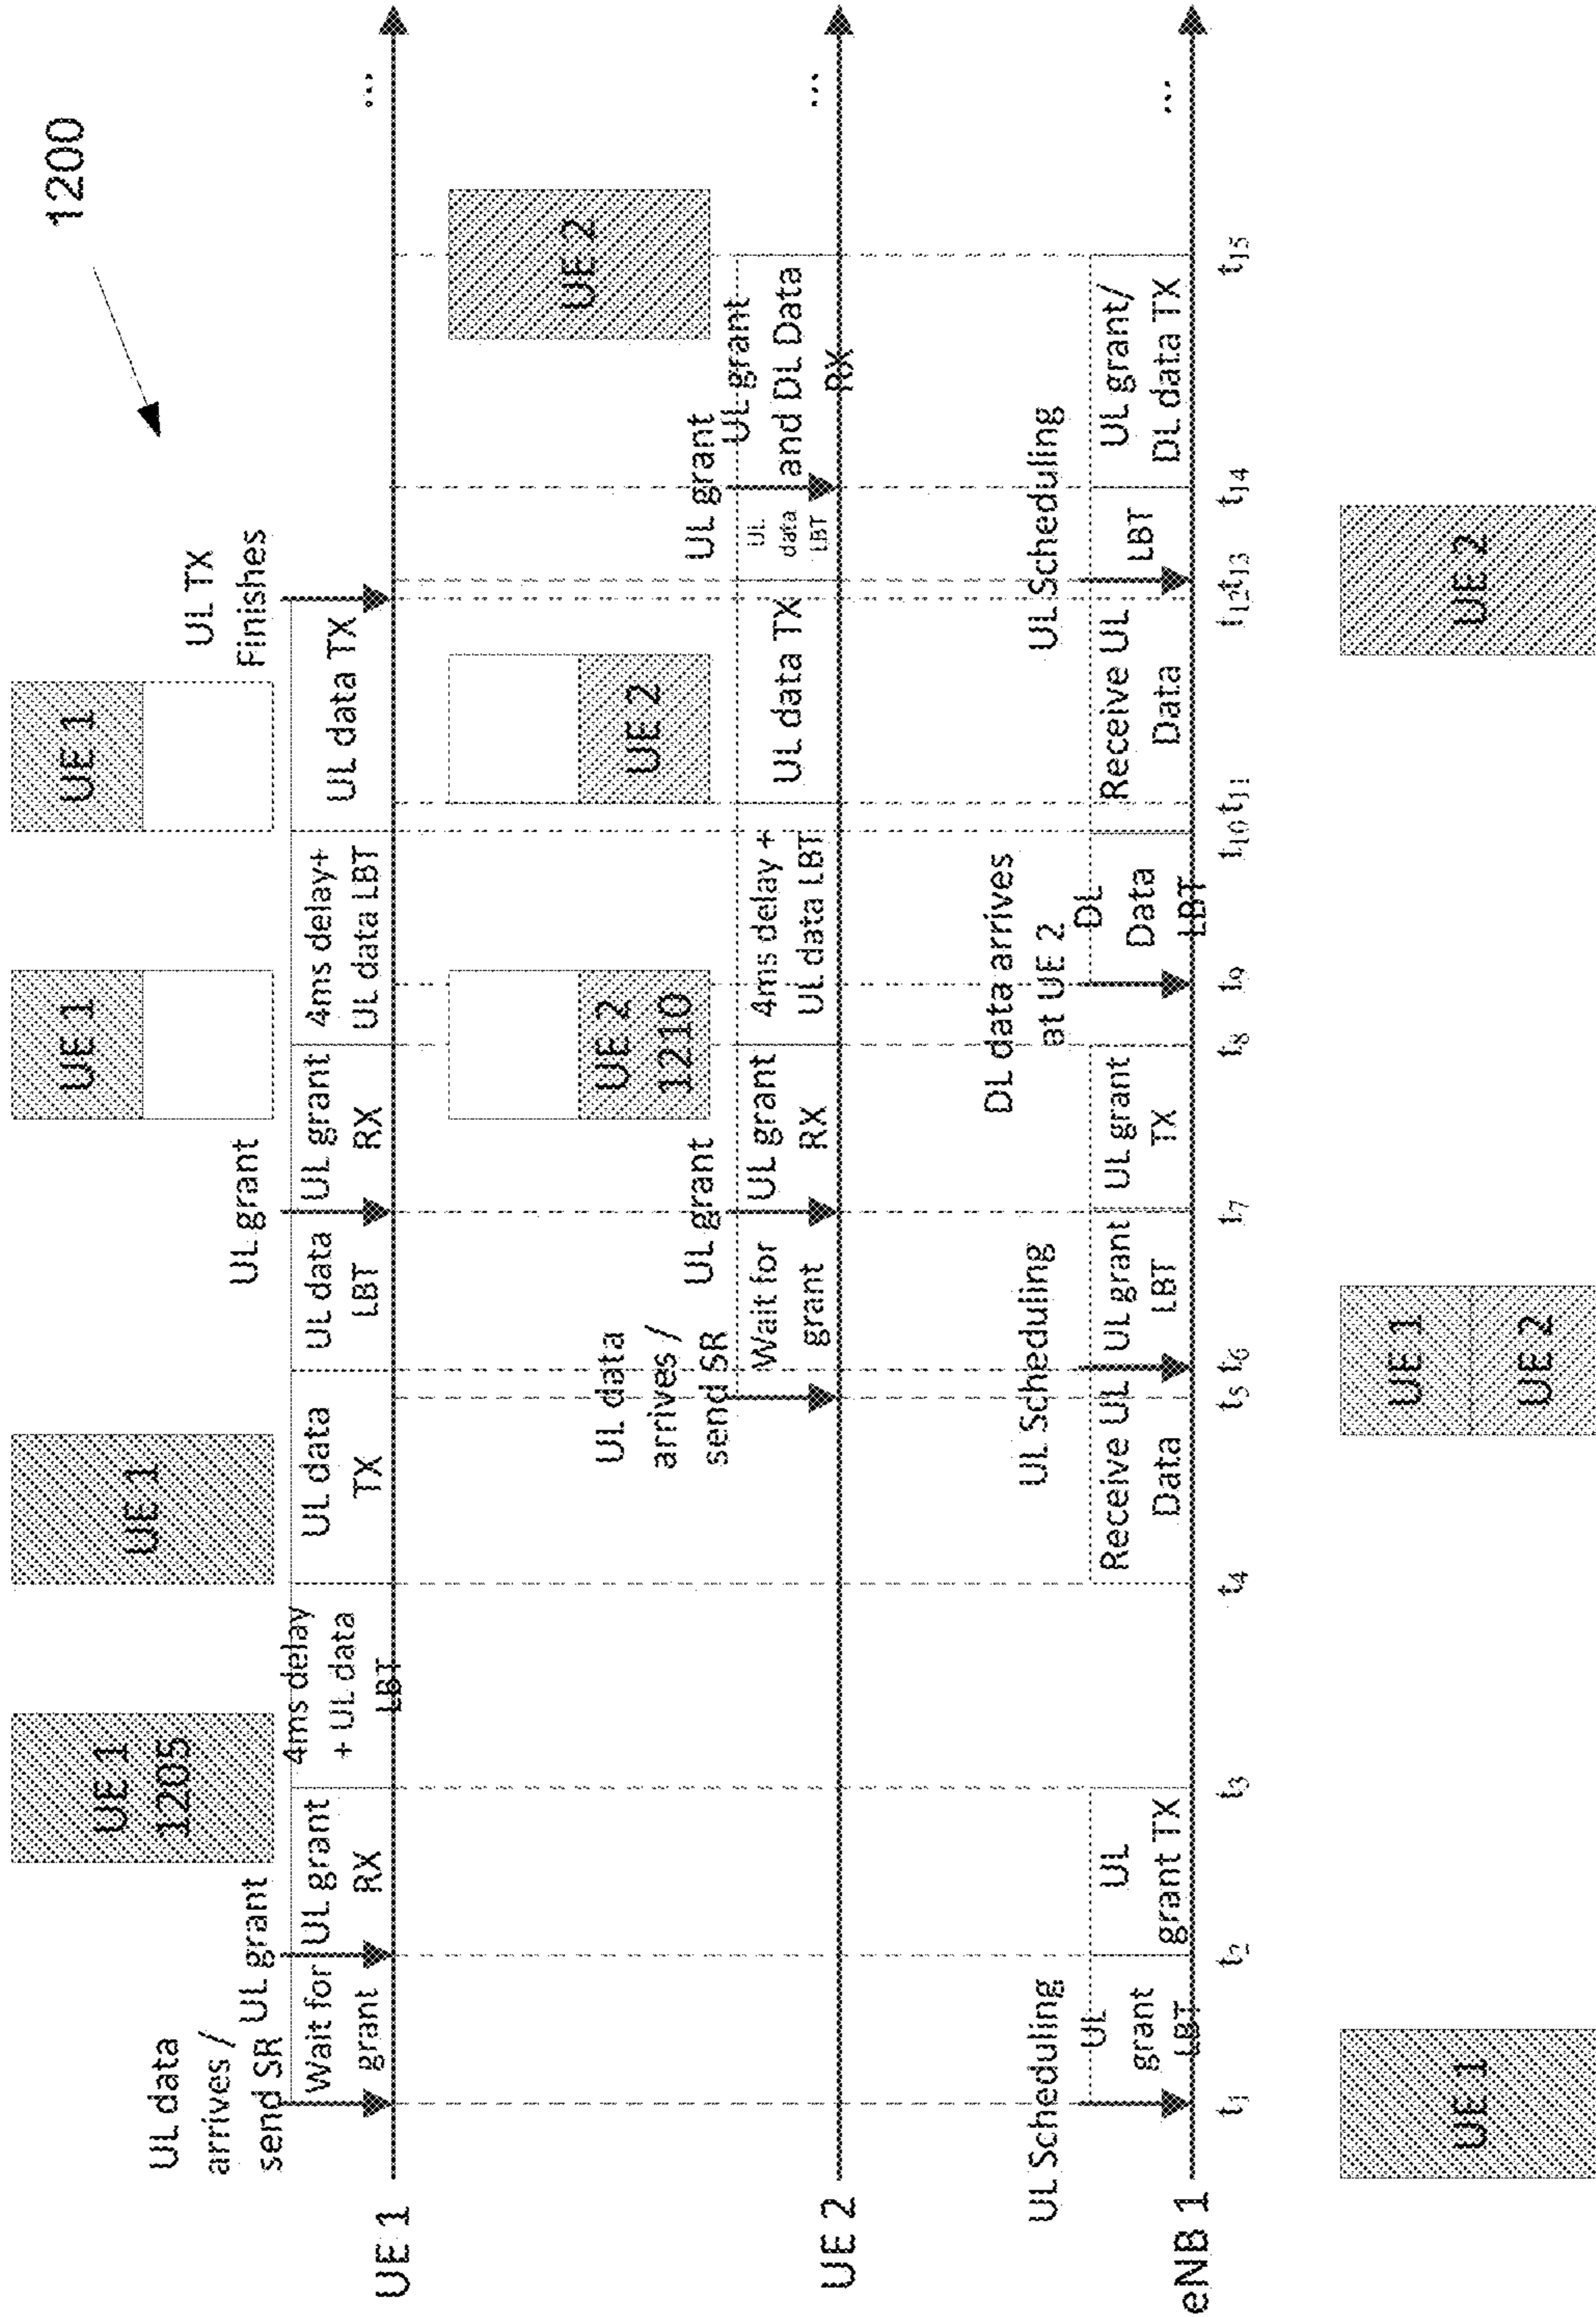 1200
UE 1
1205
UE 1
UE 1
UE 1
UL data
arrives /
send SR
UL grant
UL grant
UL TX
Finishes
Wait for
grant
UL grant
RX
4ms delay
+ UL data
LBT
UL data
TX
UL data
LBT
UL grant
RX
4ms delay+
UL data LBT
UL data TX
UE 1
...
UE 2
1210
UE 2
UE 2
UL data
arrives /
send SR
UL grant
UL grant
Wait for
grant
UL grant
RX
4ms delay +
UL data LBT
UL data TX
UL
data
LBT
UL grant
and DL Data
RX
UE 2
...
UL Scheduling
UL Scheduling
DL data arrives
at UE 2
UL Scheduling
UL
grant
LBT
UL
grant TX
Receive UL
Data
UL grant
LBT
UL grant
TX
DL
Data
LBT
Receive UL
Data
LBT
UL grant/
DL data TX
eNB 1
...
t1
t2
t3
t4
t5
t6
t7
t8
t9
t10
t11
t12
t13
t14
t15
UE 1
UE 1
UE 2
UE 2